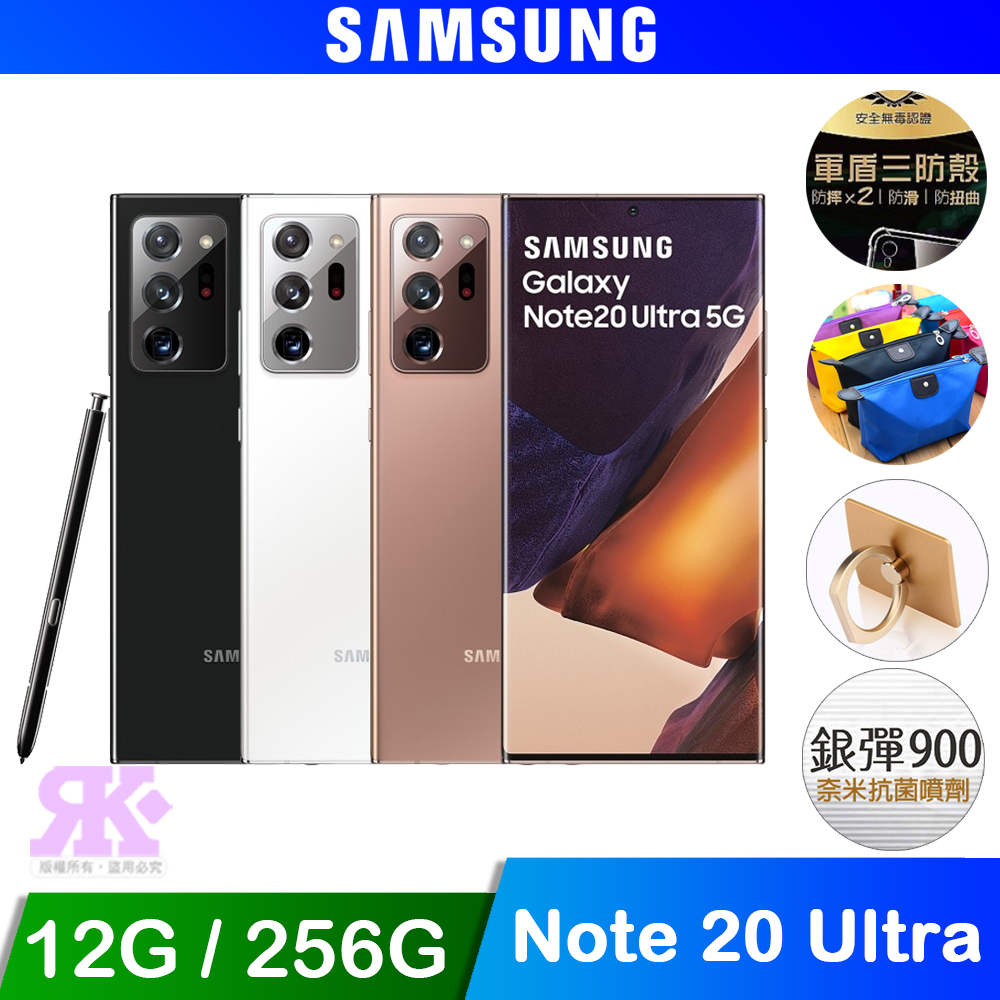 SAMSUNG
安全無毒認證
軍盾三防殼
防摔x2 | 防滑 | 防扭曲
SAMSUNG
Galaxy
Note20 Ultra 5G
SAM
SAM
SAM
銀彈900
奈米抗菌噴劑
RK
版權所有，盜用必究
12G / 256G
Note 20 Ultra